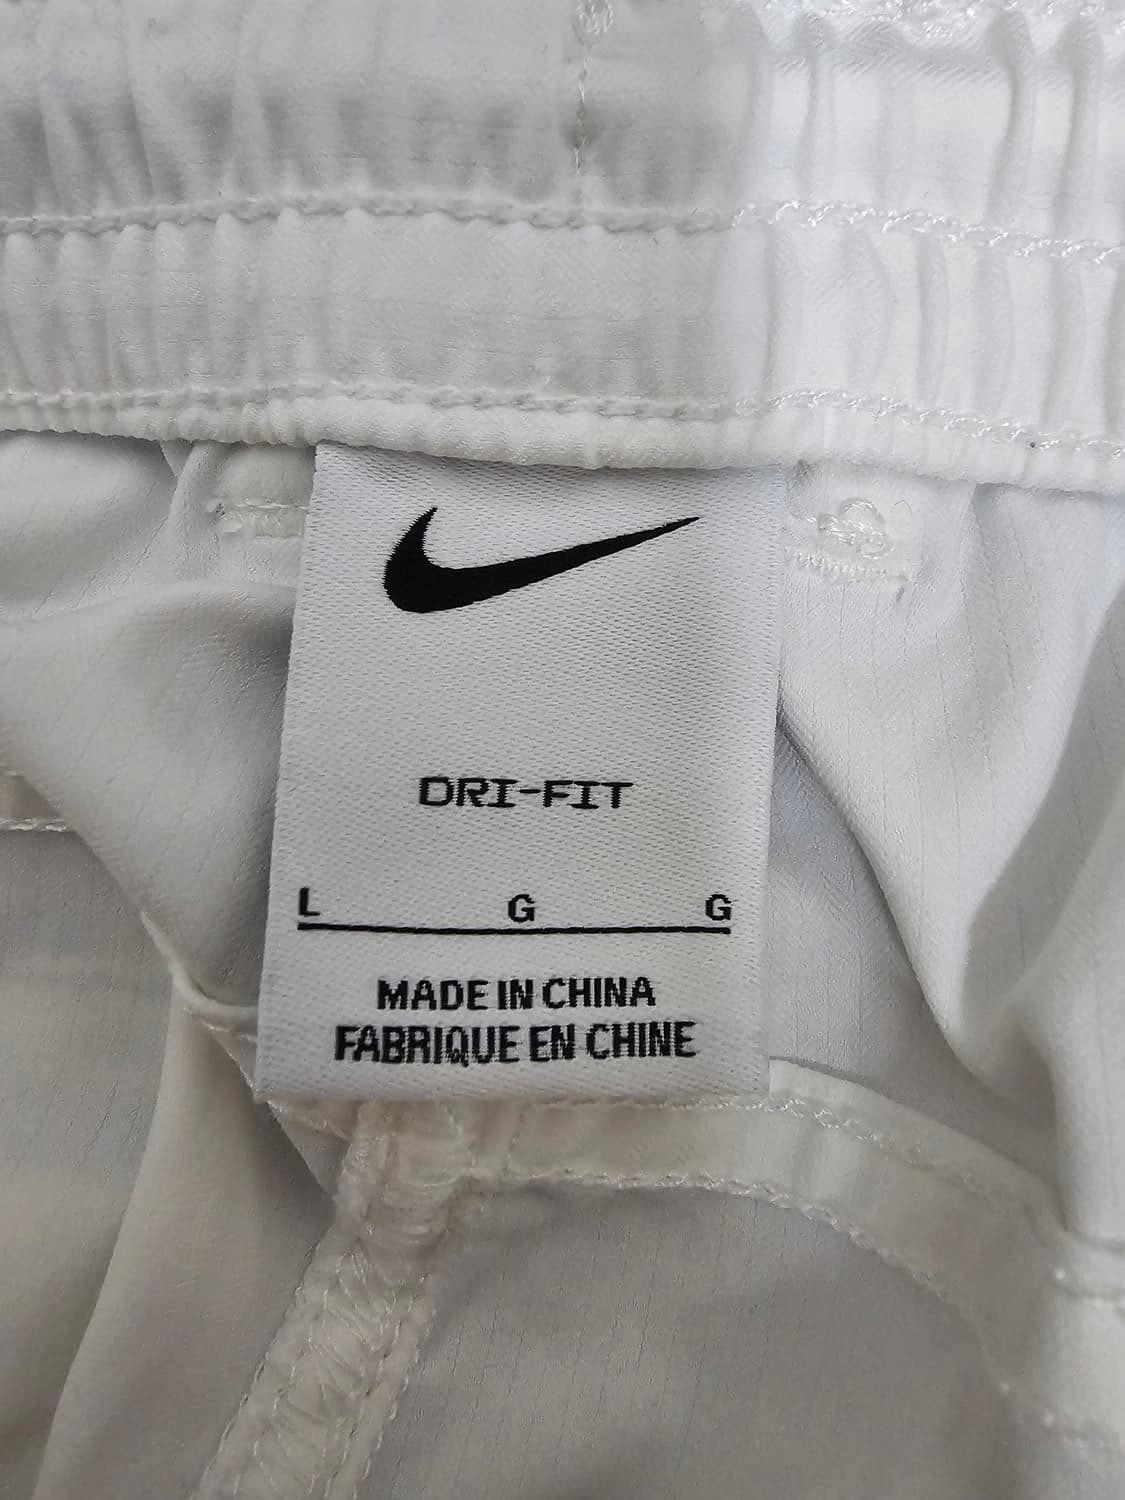 DRI-FIT
L G G
MADE IN CHINA
FABRIQUE EN CHINE